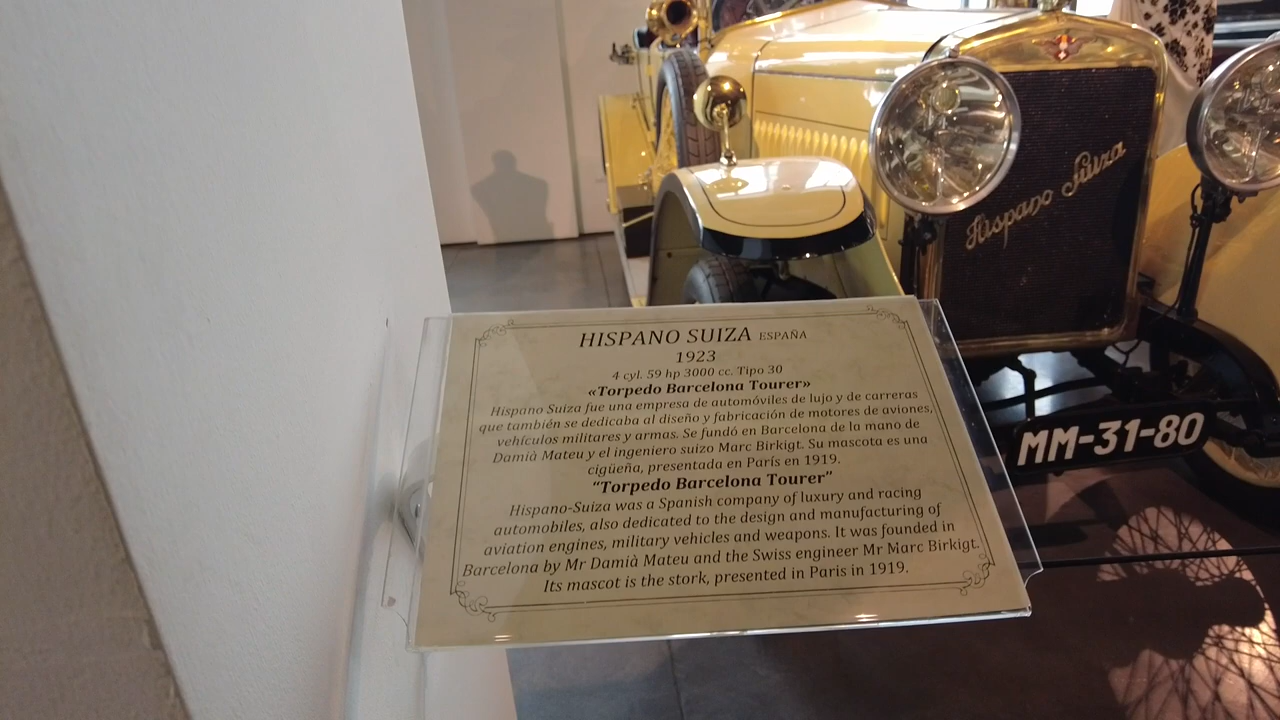 Hispano Suiza
MM-31-80
HISPANO SUIZA ESPAÑA
1923
4 cyl. 59 hp 3000 cc. Tipo 30
«Torpedo Barcelona Tourer»
Hispano Suiza fue una empresa de automóviles de lujo y de carreras
que también se dedicaba al diseño y fabricación de motores de aviones,
vehículos militares y armas. Se fundó en Barcelona de la mano de
Damià Mateu y el ingeniero suizo Marc Birkigt. Su mascota es una
cigüeña, presentada en París en 1919.
“Torpedo Barcelona Tourer”
Hispano-Suiza was a Spanish company of luxury and racing
automobiles, also dedicated to the design and manufacturing of
aviation engines, military vehicles and weapons. It was founded in
Barcelona by Mr Damià Mateu and the Swiss engineer Mr Marc Birkigt.
Its mascot is the stork, presented in Paris in 1919.